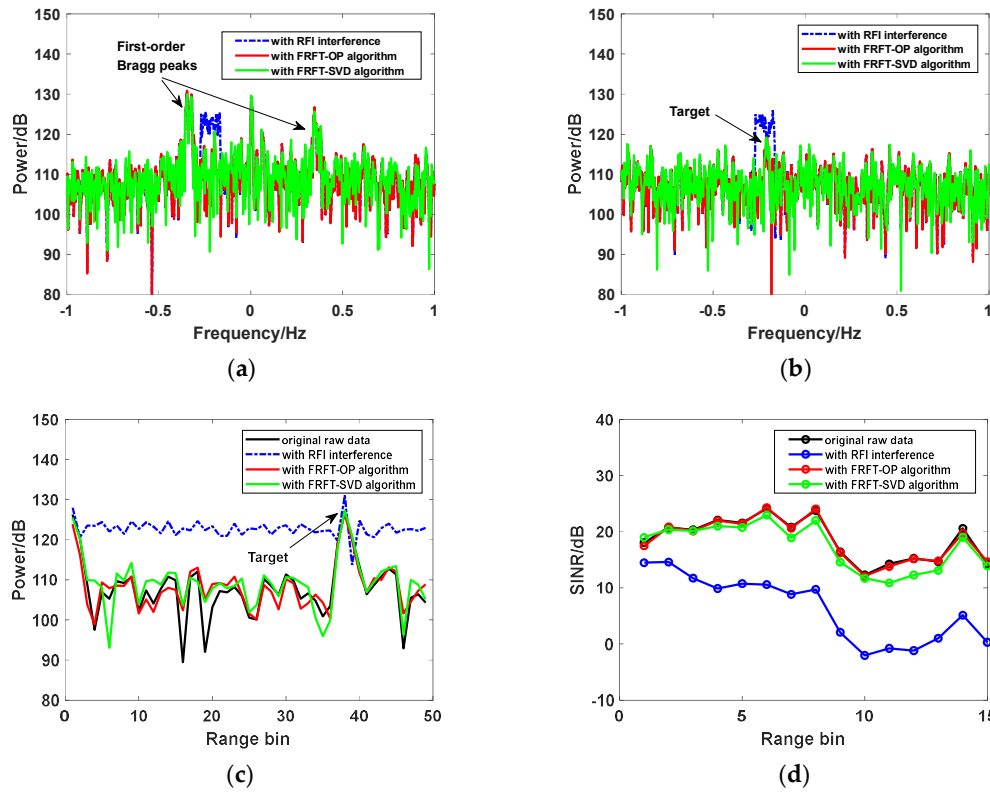 150
140
130
120
110
100
90
80
Power/dB
First-order
Bragg peaks
with RFI interference
with FRFT-OP algorithm
with FRFT-SVD algorithm
-1
-0.5
0
0.5
1
Frequency/Hz
(a)
150
140
130
120
110
100
90
80
Power/dB
Target
with RFI interference
with FRFT-OP algorithm
with FRFT-SVD algorithm
-1
-0.5
0
0.5
1
Frequency/Hz
(b)
150
140
130
120
110
100
90
80
Power/dB
original raw data
with RFI interference
with FRFT-OP algorithm
with FRFT-SVD algorithm
Target
0
10
20
30
40
50
Range bin
(c)
40
30
20
10
0
-10
SINR/dB
original raw data
with RFI interference
with FRFT-OP algorithm
with FRFT-SVD algorithm
0
5
10
15
Range bin
(d)